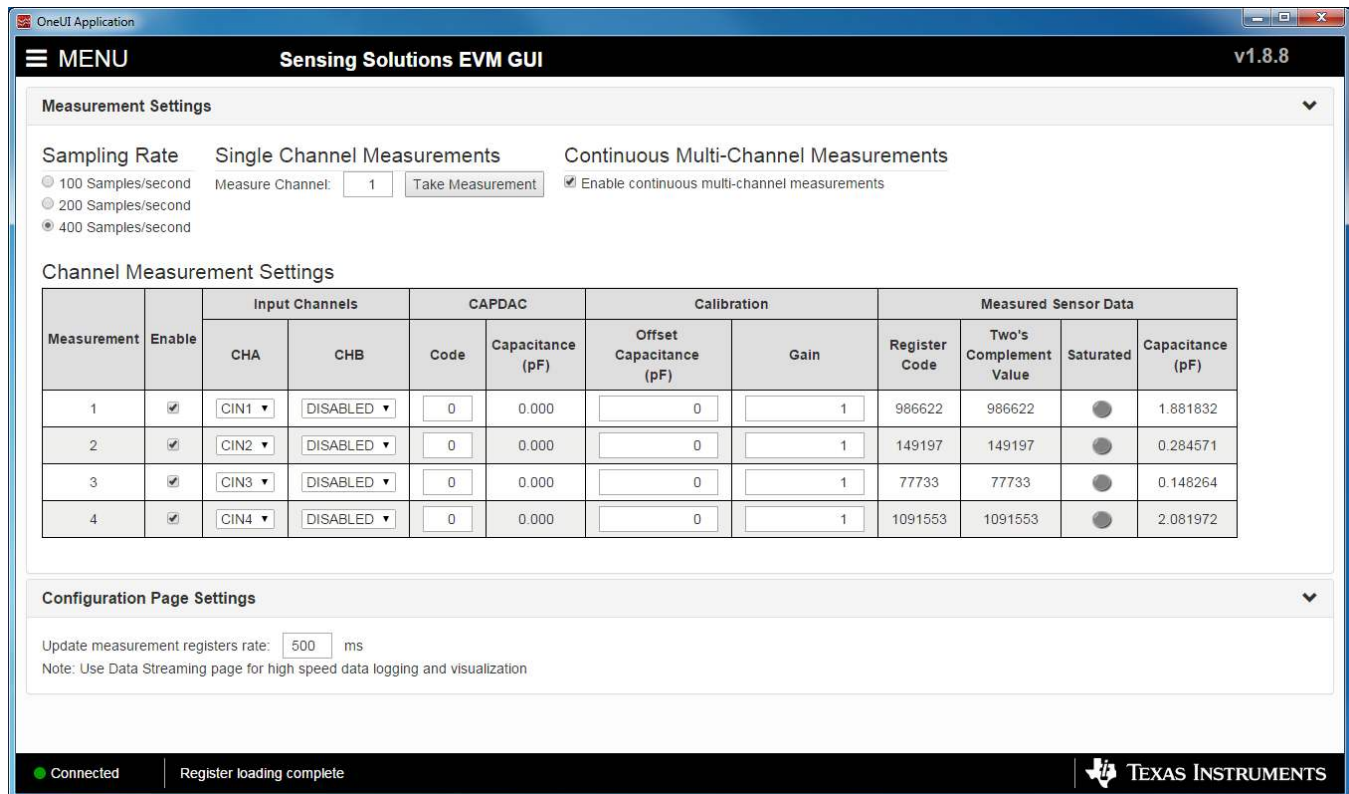 OneUI Application
MENU Sensing Solutions EVM GUI v1.8.8
Measurement Settings
Sampling Rate Single Channel Measurements Continuous Multi-Channel Measurements
100 Samples/second Measure Channel: 1 Take Measurement Enable continuous multi-channel measurements
200 Samples/second
400 Samples/second
Channel Measurement Settings
Measurement Enable Input Channels CAPDAC Calibration Measured Sensor Data
CHA CHB Code Capacitance (pF) Offset Capacitance (pF) Gain Register Code Two's Complement Value Saturated Capacitance (pF)
1 CIN1 DISABLED 0 0.000 0 1 986622 986622 1.881832
2 CIN2 DISABLED 0 0.000 0 1 149197 149197 0.284571
3 CIN3 DISABLED 0 0.000 0 1 77733 77733 0.148264
4 CIN4 DISABLED 0 0.000 0 1 1091553 1091553 2.081972
Configuration Page Settings
Update measurement registers rate: 500 ms
Note: Use Data Streaming page for high speed data logging and visualization
Connected Register loading complete TEXAS INSTRUMENTS